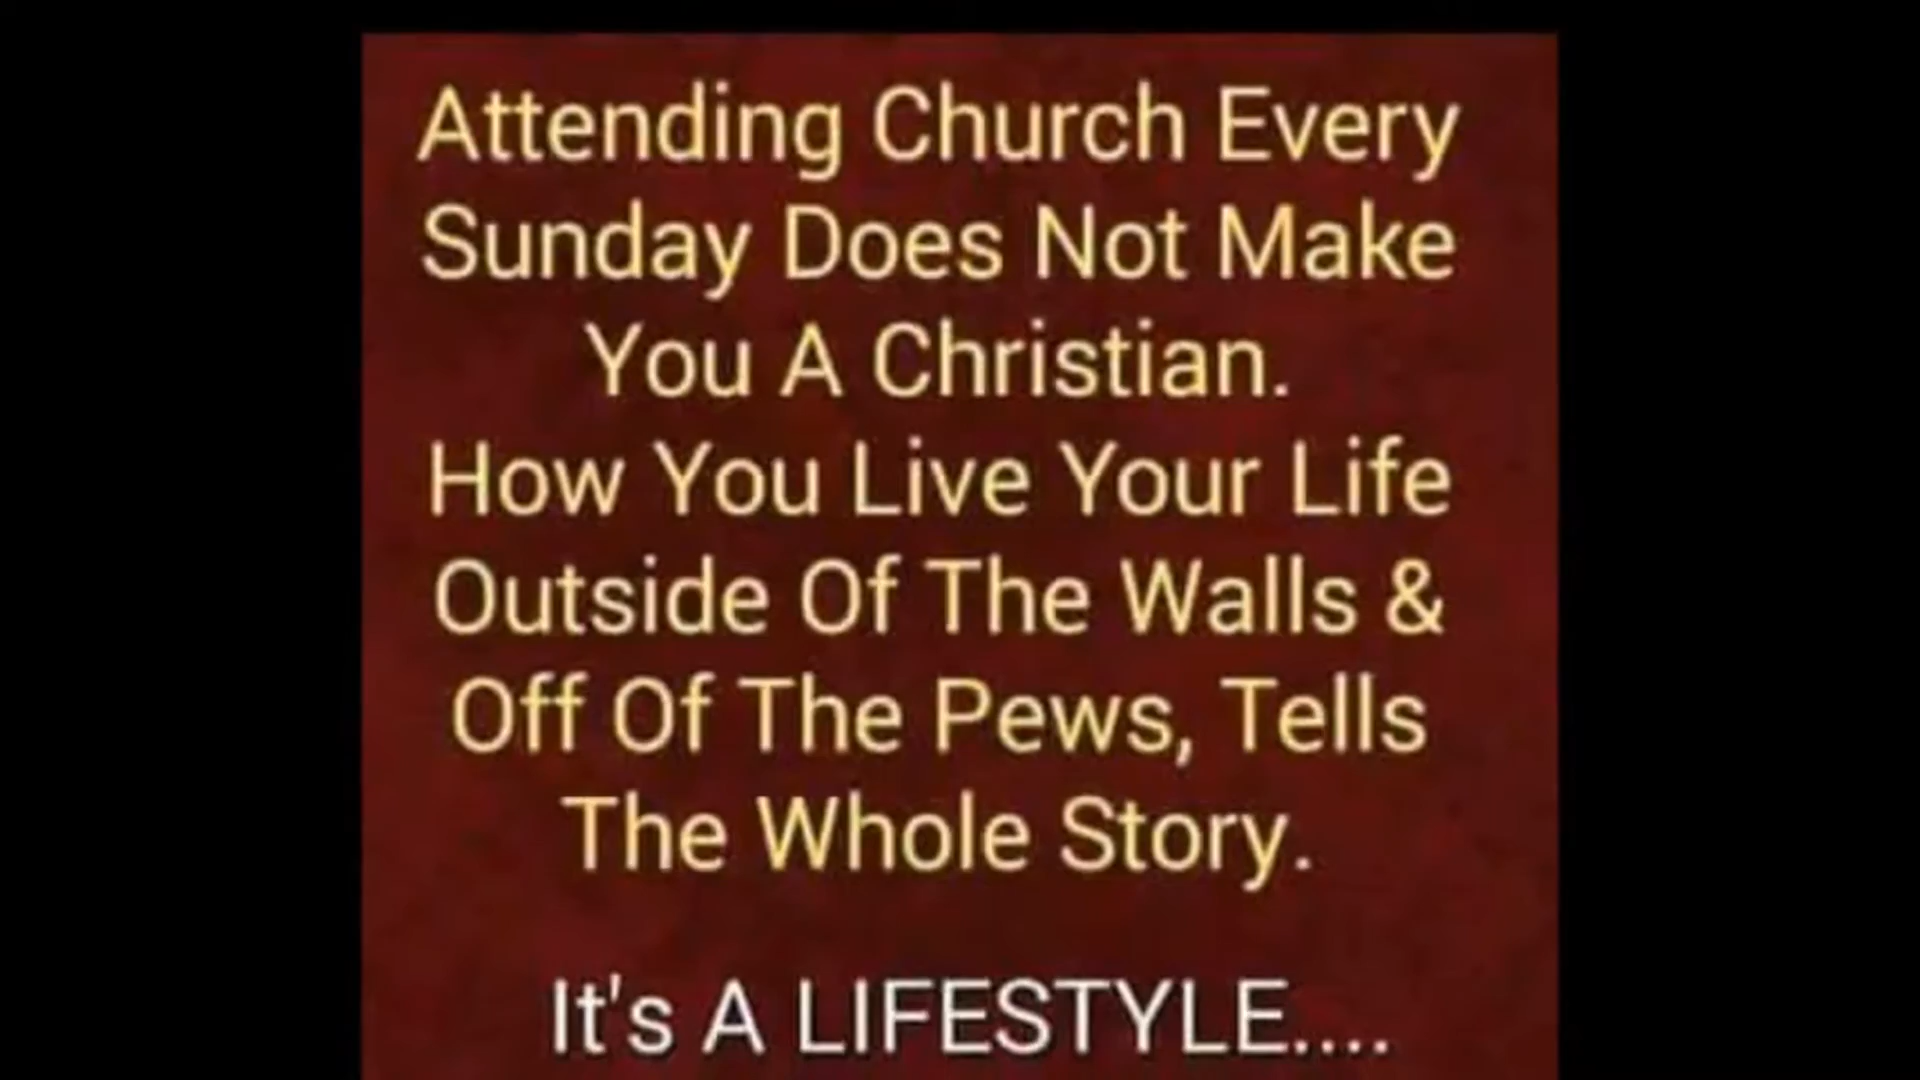 Attending Church Every
Sunday Does Not Make
You A Christian.
How You Live Your Life
Outside Of The Walls &
Off Of The Pews, Tells
The Whole Story.
It's A LIFESTYLE....